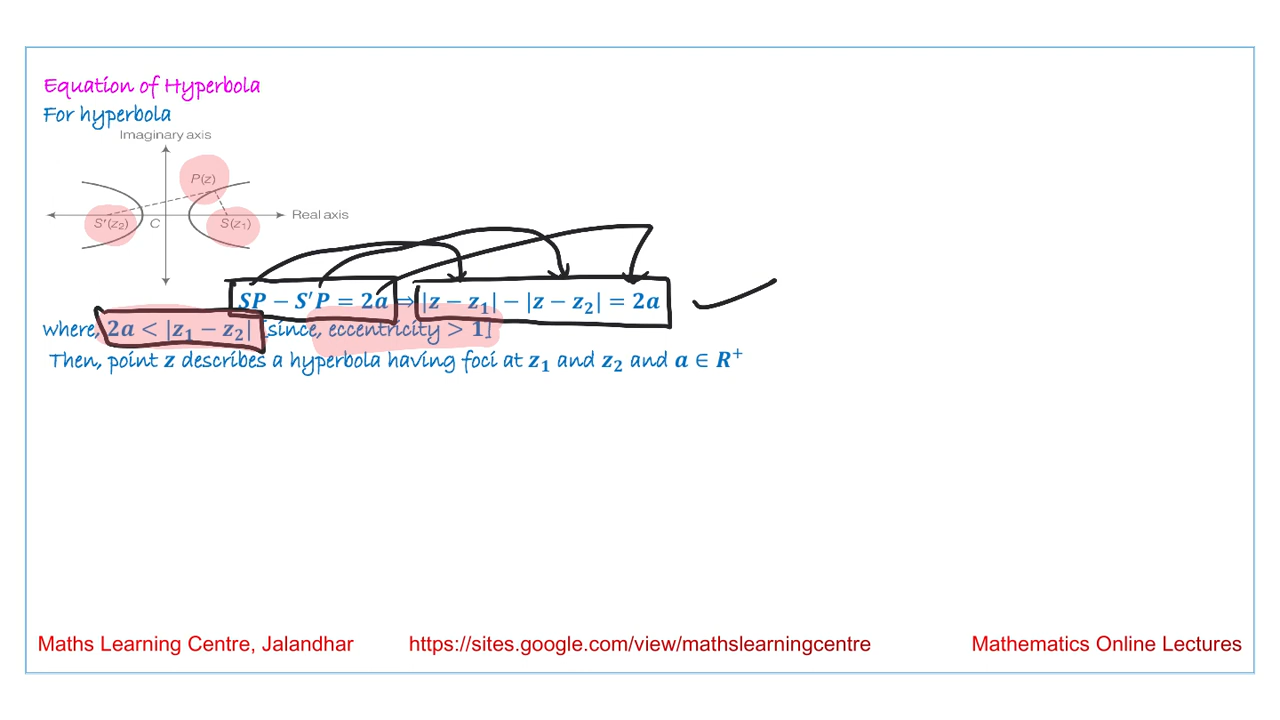 Equation of Hyperbola
For hyperbola
Imaginary axis
P(z)
S'(z₂) C S(z₁) Real axis
SP − S′P = 2a ⇒ |z − z₁| − |z − z₂| = 2a
where, 2a < |z₁ − z₂| [since, eccentricity > 1]
Then, point z describes a hyperbola having foci at z₁ and z₂ and a ∈ R⁺
Maths Learning Centre, Jalandhar https://sites.google.com/view/mathslearningcentre Mathematics Online Lectures